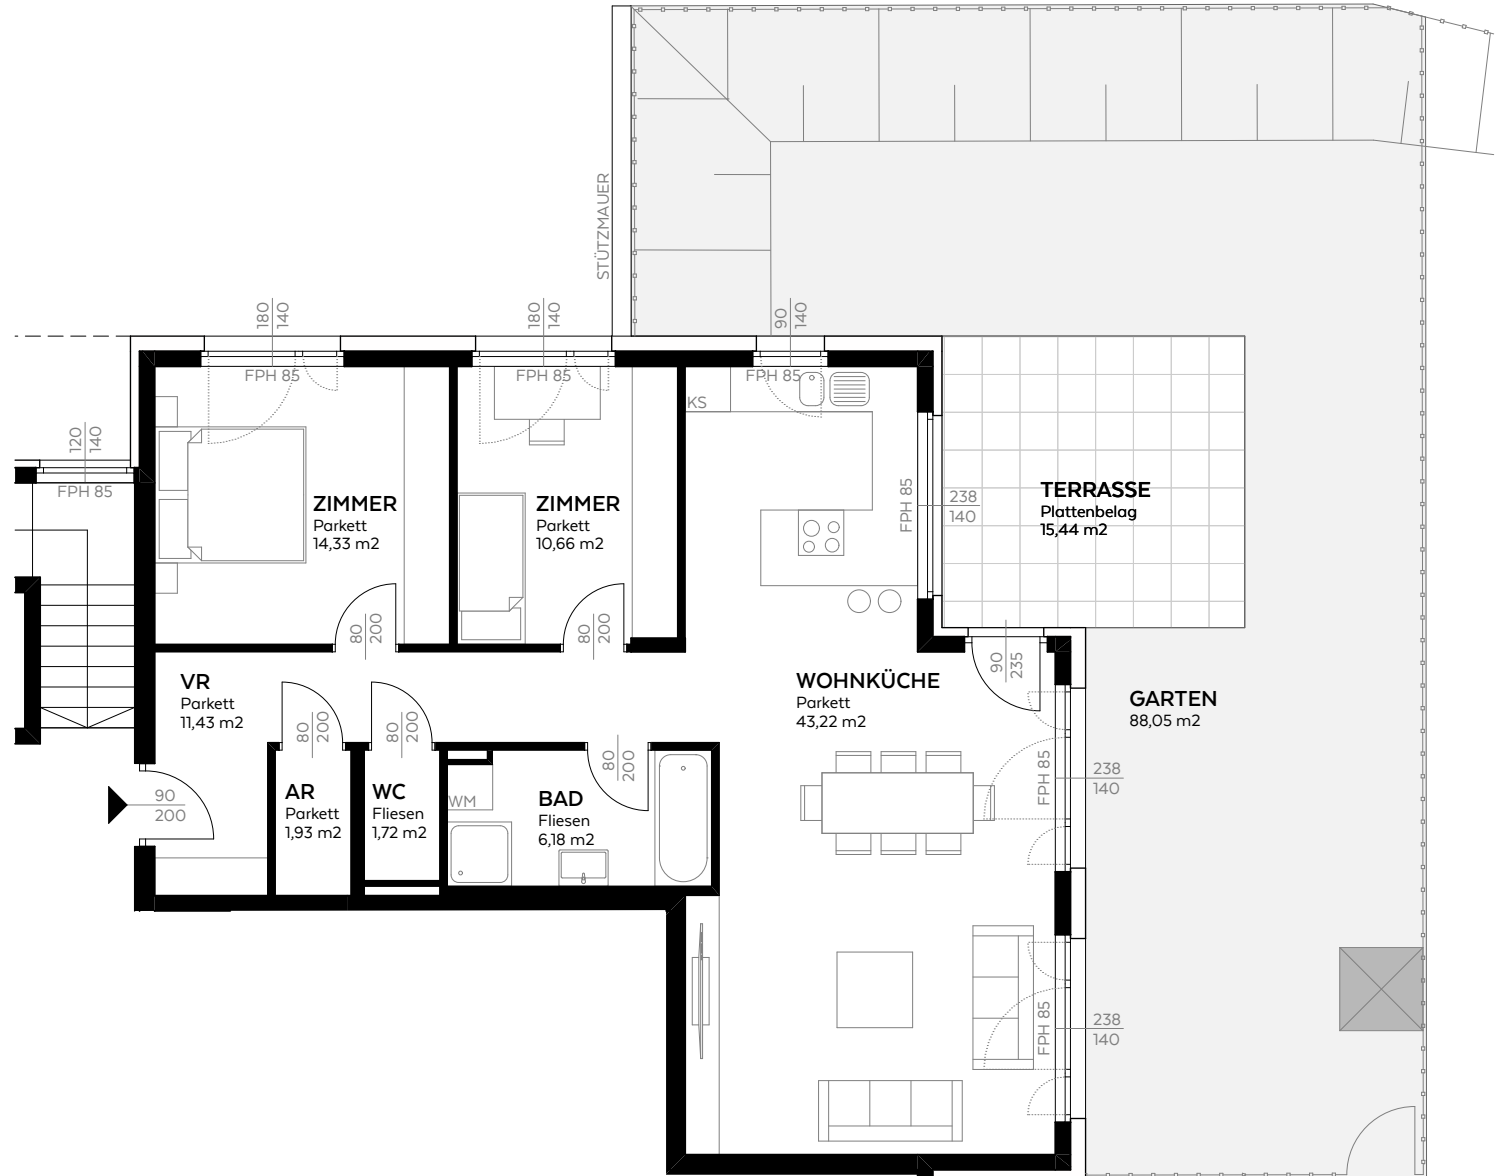 STÜTZMAUER
180
140
180
140
90
140
FPH 85
FPH 85
FPH 85
KS
120
140
FPH 85
ZIMMER
Parkett
14,33 m2
ZIMMER
Parkett
10,66 m2
FPH 85
238
140
TERRASSE
Plattenbelag
15,44 m2
80
200
80
200
90
235
VR
Parkett
11,43 m2
WOHNKÜCHE
Parkett
43,22 m2
GARTEN
88,05 m2
80
200
80
200
80
200
FPH 85
238
140
90
200
AR
Parkett
1,93 m2
WC
Fliesen
1,72 m2
WM
BAD
Fliesen
6,18 m2
FPH 85
238
140